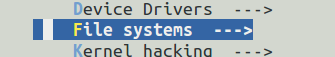 Device Drivers  --->
File systems  --->
Kernel hacking  --->